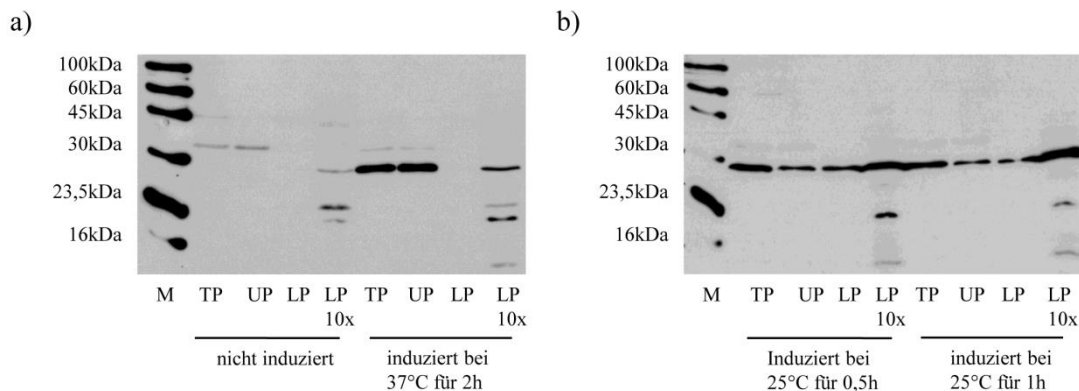 a)
100kDa
60kDa
45kDa
30kDa
23,5kDa
16kDa
M TP UP LP LP TP UP LP LP
10x 10x
nicht induziert
induziert bei
37°C für 2h
b)
100kDa
60kDa
45kDa
30kDa
23,5kDa
16kDa
M TP UP LP LP TP UP LP LP
10x 10x
Induziert bei
25°C für 0,5h
induziert bei
25°C für 1h